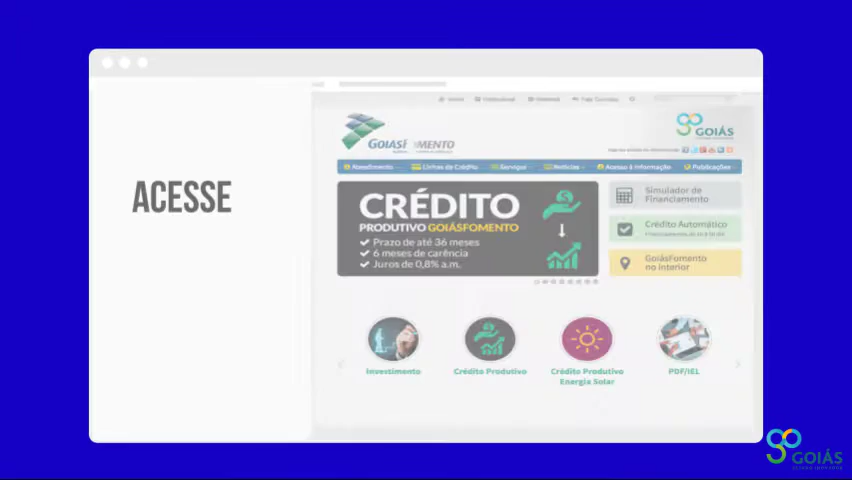 ACESSE
Início
Institucional
GOIÁSFOMENTO
GOIÁS
Atendimento
Linhas de Crédito
Serviços
Notícias
Acesso à Informação
Publicações
CRÉDITO
PRODUTIVO GOIÁSFOMENTO
Prazo de até 36 meses
6 meses de carência
Juros de 0,8% a.m.
Simulador de
Financiamento
Crédito Automático
GoiásFomento
no interior
Investimento
Crédito Produtivo
Crédito Produtivo
Energia Solar
PDF/IEL
GOIÁS